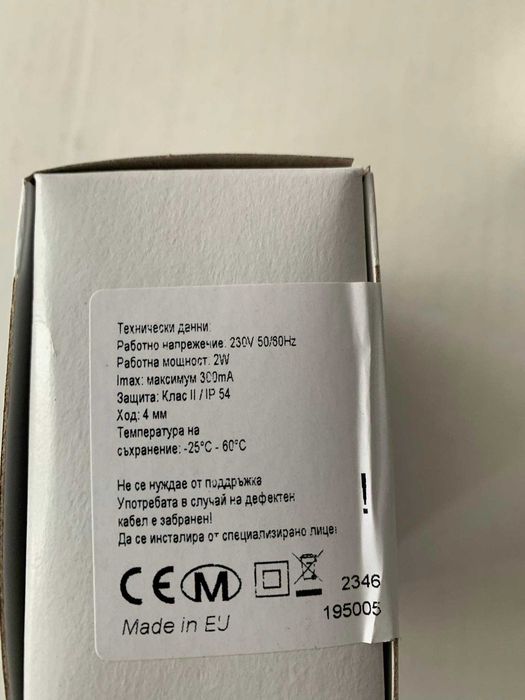 Технически данни:
Работно напрежение: 230V 50/60Hz
Работна мощност: 2W
Imax: максимум 300mA
Защита: Клас II / IP 54
Ход: 4 мм
Температура на
съхранение: -25°C - 60°C
Не се нуждае от поддръжка
Употребата в случай на дефектен
кабел е забранен!
Да се инсталира от специализирано лице!
!
CE M
2346
195005
Made in EU